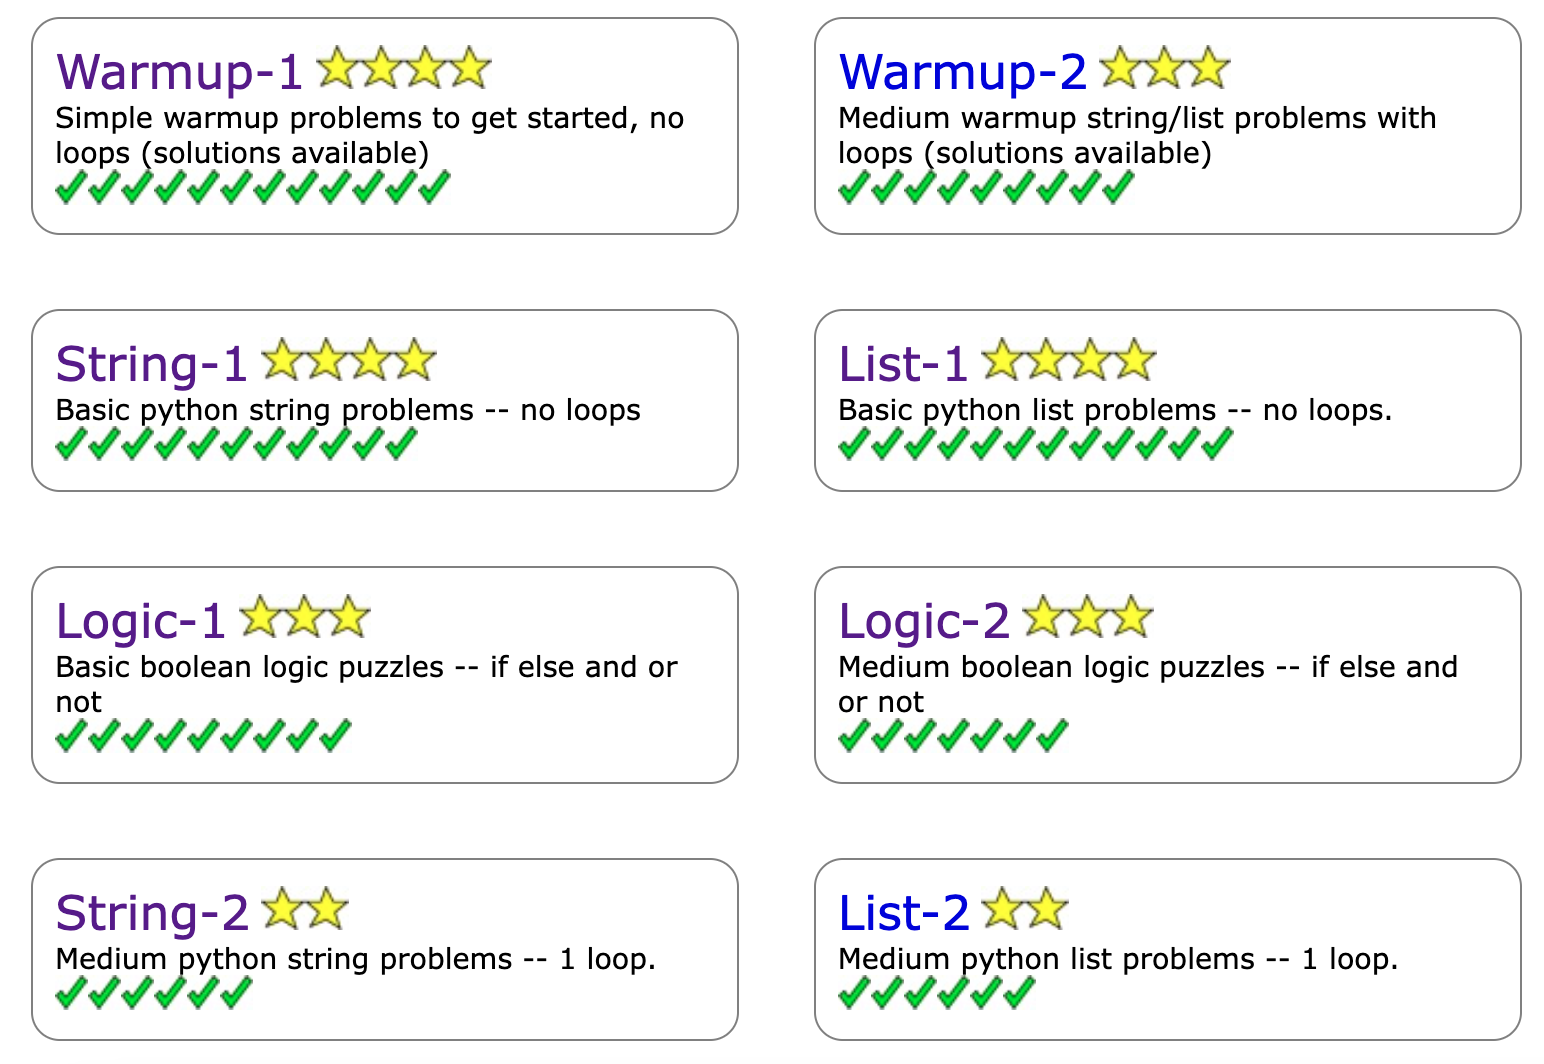 Warmup-1
Simple warmup problems to get started, no
loops (solutions available)
Warmup-2
Medium warmup string/list problems with
loops (solutions available)
String-1
Basic python string problems -- no loops
List-1
Basic python list problems -- no loops.
Logic-1
Basic boolean logic puzzles -- if else and or
not
Logic-2
Medium boolean logic puzzles -- if else and
or not
String-2
Medium python string problems -- 1 loop.
List-2
Medium python list problems -- 1 loop.